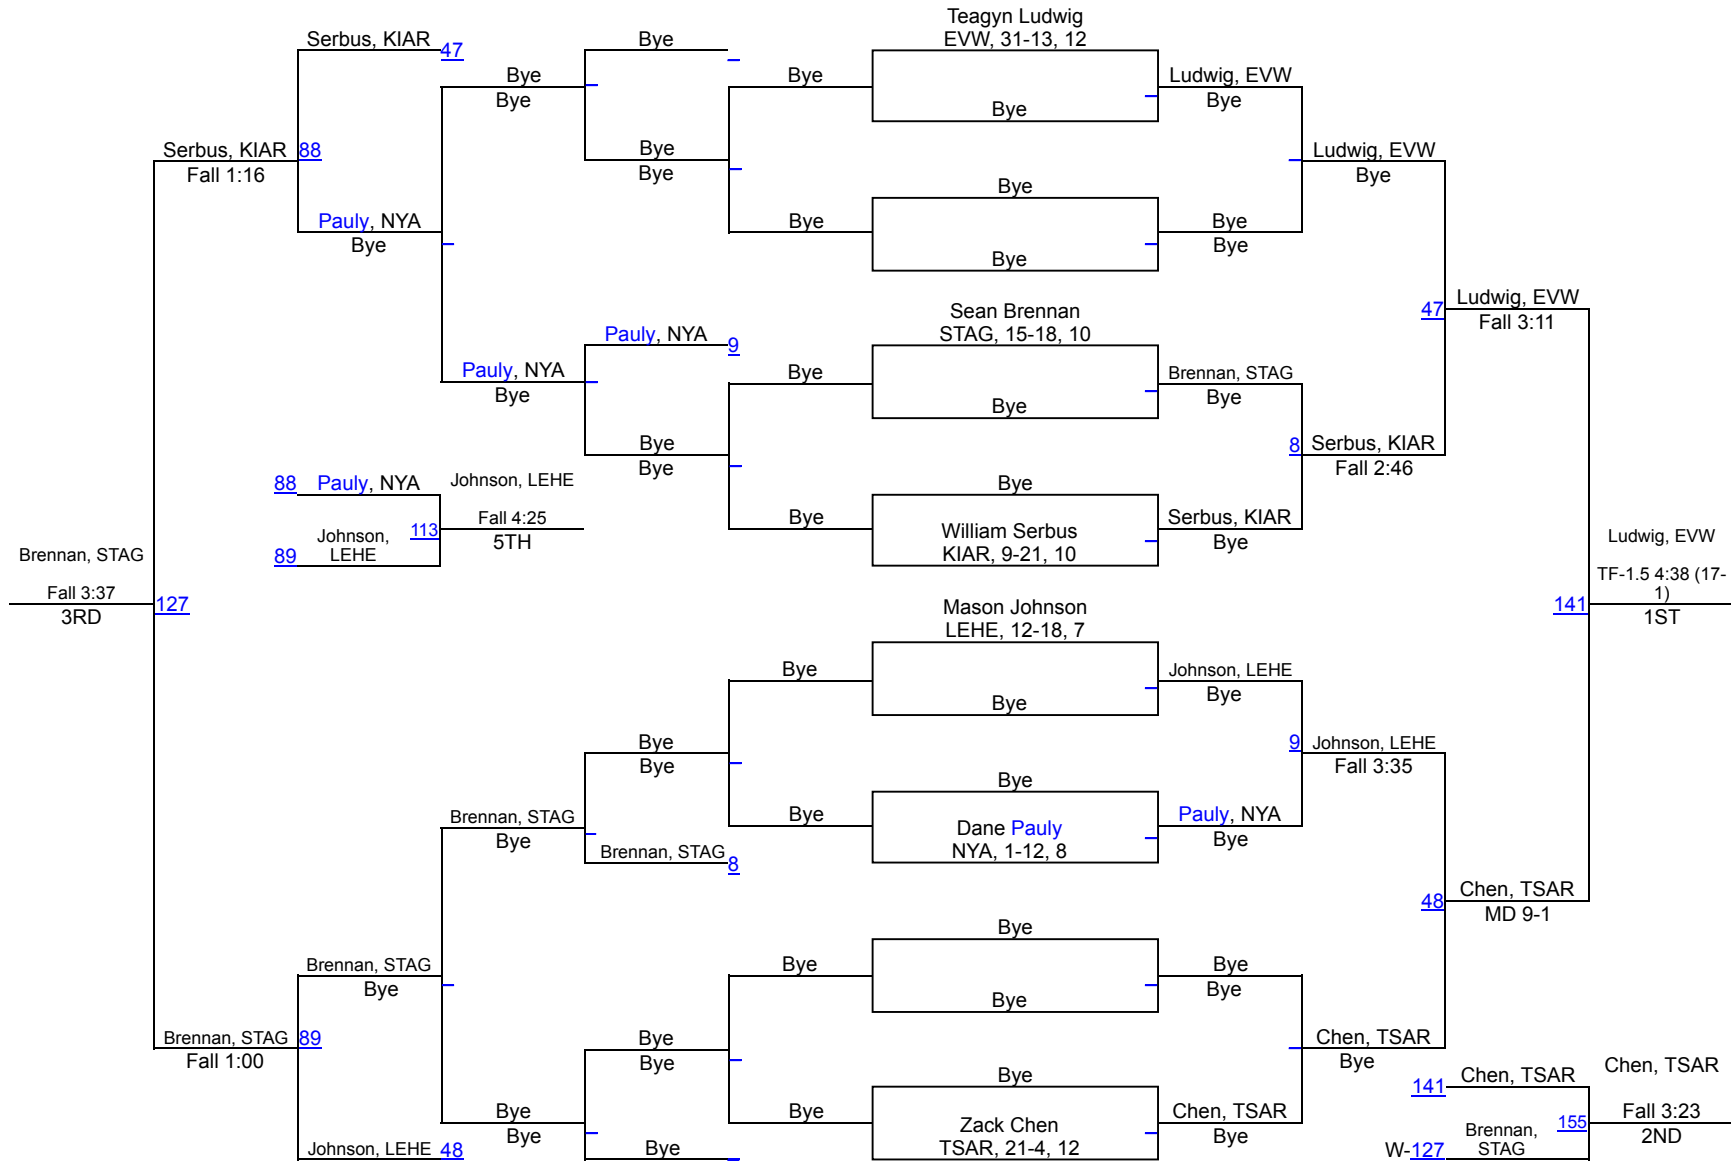 Teagyn Ludwig
EVW, 31-13, 12
Serbus, KIAR
47
Bye
Bye
Bye
Bye
Ludwig, EVW
Bye
Bye
Serbus, KIAR
88
Fall 1:16
Bye
Bye
Ludwig, EVW
Bye
Pauly, NYA
Bye
Bye
Bye
Bye
Bye
Bye
Sean Brennan
STAG, 15-18, 10
47
Ludwig, EVW
Fall 3:11
Pauly, NYA
9
Pauly, NYA
Bye
Bye
Bye
Brennan, STAG
Bye
Bye
Bye
8
Serbus, KIAR
Fall 2:46
88
Pauly, NYA
Johnson, LEHE
Bye
Fall 4:25
113
5TH
Johnson,
LEHE
89
Bye
William Serbus
KIAR, 9-21, 10
Serbus, KIAR
Bye
Brennan, STAG
Fall 3:37
127
3RD
Ludwig, EVW
TF-1.5 4:38 (17-
1)
141
1ST
Mason Johnson
LEHE, 12-18, 7
Bye
Bye
Johnson, LEHE
Bye
Bye
Bye
9
Johnson, LEHE
Fall 3:35
Bye
Brennan, STAG
Bye
Bye
Dane Pauly
NYA, 1-12, 8
Pauly, NYA
Bye
Brennan, STAG
8
48
Chen, TSAR
MD 9-1
Bye
Brennan, STAG
Bye
Bye
Bye
Bye
Bye
Brennan, STAG
89
Fall 1:00
Bye
Bye
Chen, TSAR
Bye
Bye
Bye
Bye
Bye
Zack Chen
TSAR, 21-4, 12
Chen, TSAR
Bye
Johnson, LEHE
48
Bye
141
Chen, TSAR
Chen, TSAR
Fall 3:23
155
2ND
Brennan,
STAG
W-127